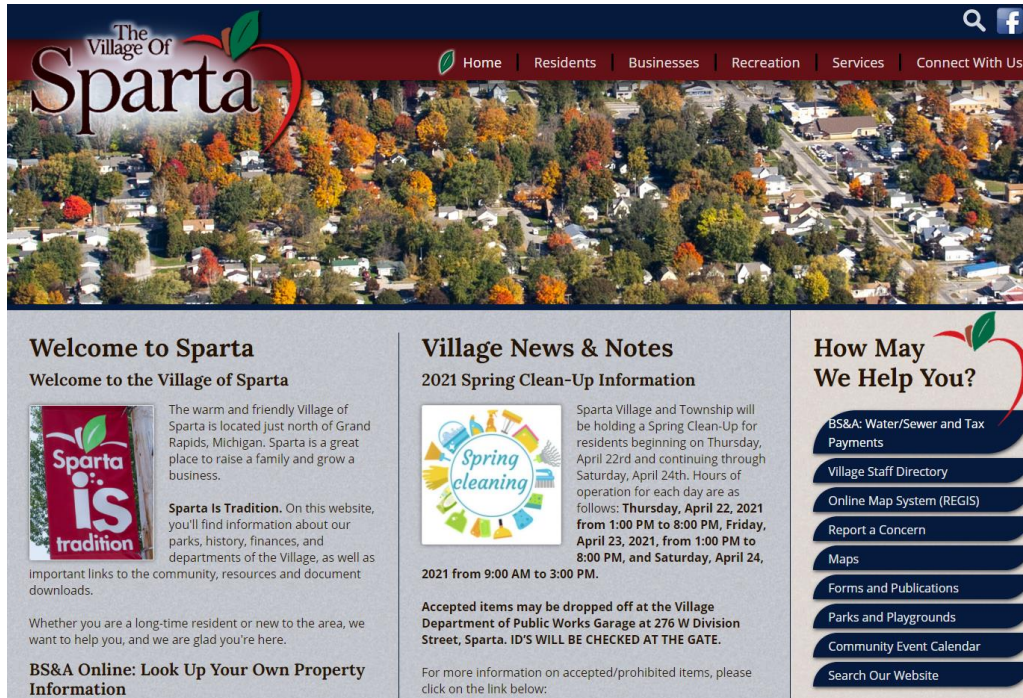 The
Village Of
Sparta
Home
Residents
Businesses
Recreation
Services
Connect With Us
Welcome to Sparta
Welcome to the Village of Sparta
Sparta
is
tradition
The warm and friendly Village of
Sparta is located just north of Grand
Rapids, Michigan. Sparta is a great
place to raise a family and grow a
business.
Sparta Is Tradition. On this website,
you'll find information about our
parks, history, finances, and
departments of the Village, as well as
important links to the community, resources and document
downloads.
Whether you are a long-time resident or new to the area, we
want to help you, and we are glad you're here.
BS&A Online: Look Up Your Own Property
Information
Village News & Notes
2021 Spring Clean-Up Information
Spring
cleaning
Sparta Village and Township will
be holding a Spring Clean-Up for
residents beginning on Thursday,
April 22rd and continuing through
Saturday, April 24th. Hours of
operation for each day are as
follows: Thursday, April 22, 2021
from 1:00 PM to 8:00 PM, Friday,
April 23, 2021, from 1:00 PM to
8:00 PM, and Saturday, April 24,
2021 from 9:00 AM to 3:00 PM.
Accepted items may be dropped off at the Village
Department of Public Works Garage at 276 W Division
Street, Sparta. ID'S WILL BE CHECKED AT THE GATE.
For more information on accepted/prohibited items, please
click on the link below:
How May
We Help You?
BS&A: Water/Sewer and Tax
Payments
Village Staff Directory
Online Map System (REGIS)
Report a Concern
Maps
Forms and Publications
Parks and Playgrounds
Community Event Calendar
Search Our Website